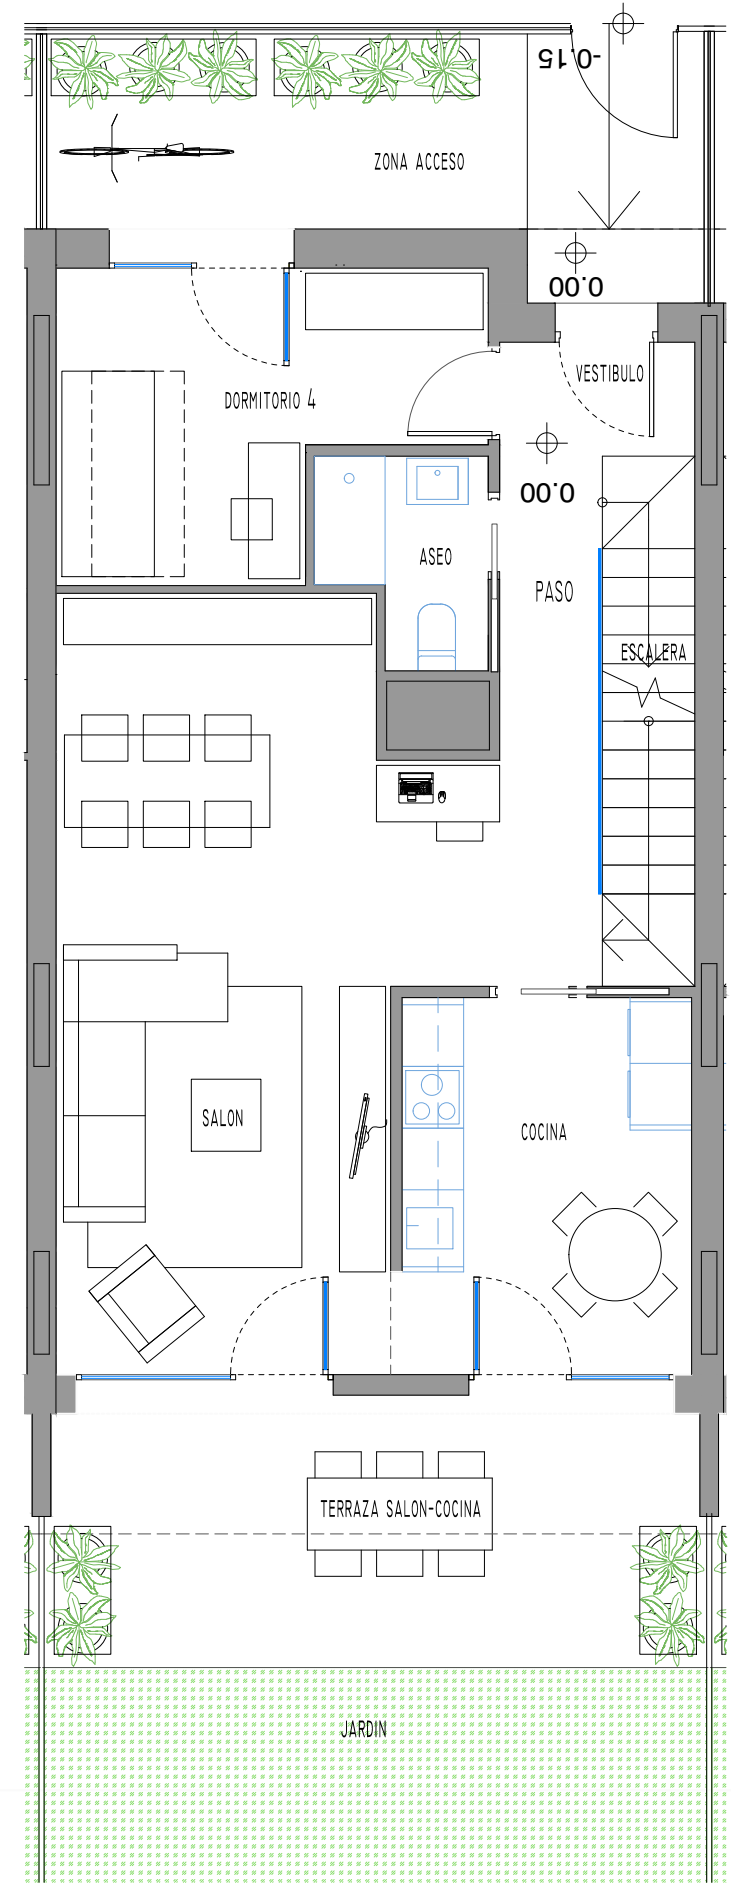 -0.15
ZONA ACCESO
0.00
VESTIBULO
DORMITORIO 4
0.00
ASEO
PASO
ESCALERA
SALON
COCINA
TERRAZA SALON-COCINA
JARDIN